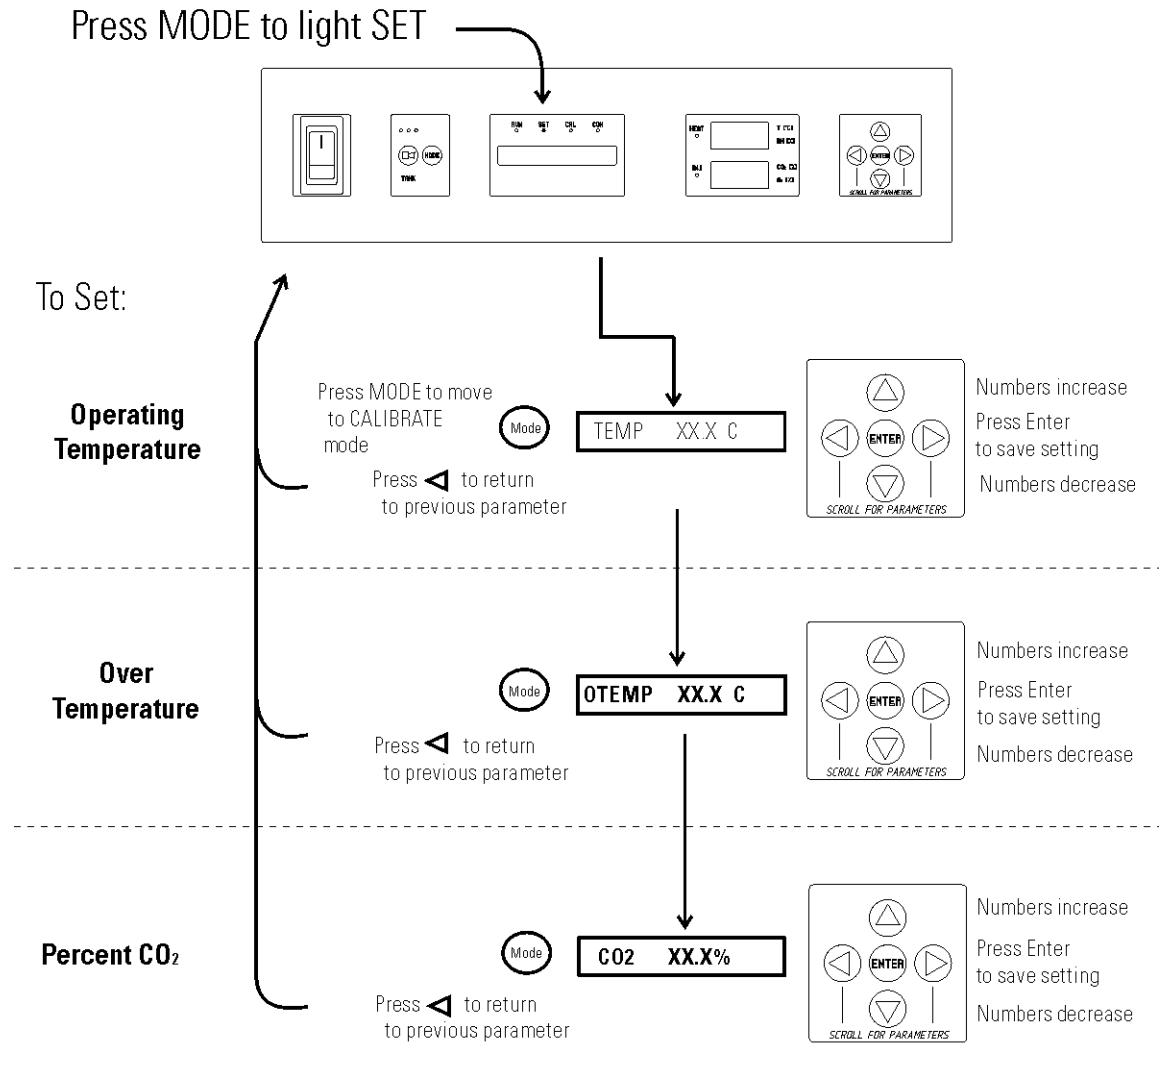 Press MODE to light SET
RUN SET CAL CON
HEAT
MODE
ENTER
TANK
SCROLL FOR PARAMETERS
To Set:
Operating
Temperature
Press MODE to move
to CALIBRATE
mode
Mode
TEMP XX.X C
Press to return
to previous parameter
ENTER
SCROLL FOR PARAMETERS
Numbers increase
Press Enter
to save setting
Numbers decrease
Over
Temperature
Mode
OTEMP XX.X C
Press to return
to previous parameter
ENTER
SCROLL FOR PARAMETERS
Numbers increase
Press Enter
to save setting
Numbers decrease
Percent CO₂
Mode
CO2 XX.X%
Press to return
to previous parameter
ENTER
SCROLL FOR PARAMETERS
Numbers increase
Press Enter
to save setting
Numbers decrease